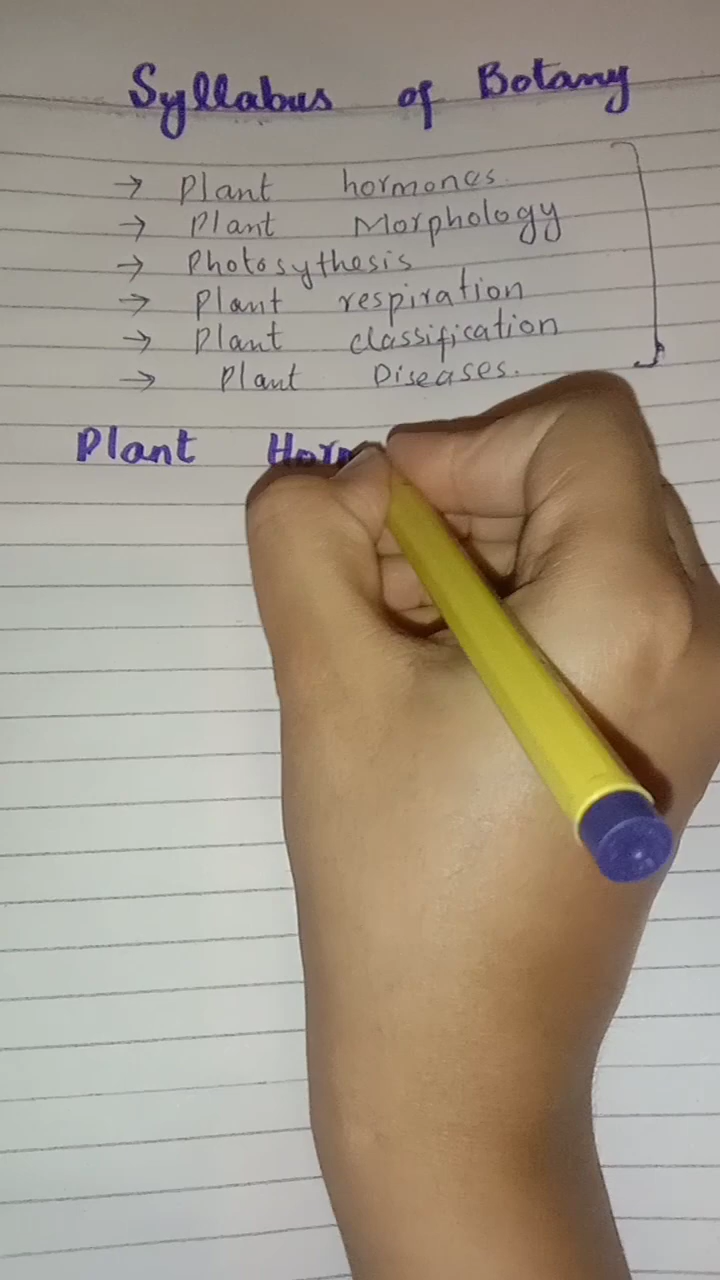 Syllabus of Botany
→ Plant hormones.
→ Plant Morphology
→ Photosythesis
→ Plant respiration
→ Plant classification
→ Plant Diseases.
Plant